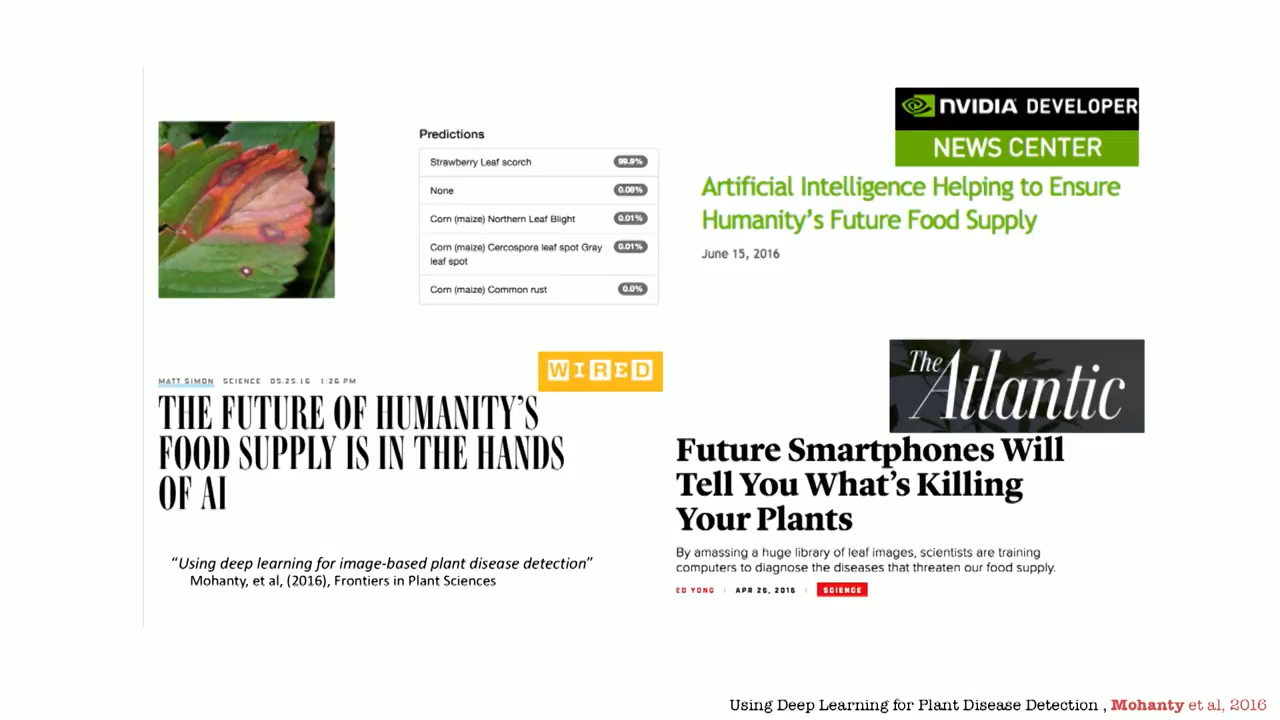 Predictions
Strawberry Leaf scorch 99.9%
None 0.08%
Corn (maize) Northern Leaf Blight 0.01%
Corn (maize) Cercospora leaf spot Gray 0.01%
leaf spot
Corn (maize) Common rust 0.0%
NVIDIA DEVELOPER
NEWS CENTER
Artificial Intelligence Helping to Ensure
Humanity’s Future Food Supply
June 15, 2016
WIRED
MATT SIMON SCIENCE 05.25.16 1:26 PM
THE FUTURE OF HUMANITY’S
FOOD SUPPLY IS IN THE HANDS
OF AI
“Using deep learning for image-based plant disease detection”
Mohanty, et al, (2016), Frontiers in Plant Sciences
The Atlantic
Future Smartphones Will
Tell You What’s Killing
Your Plants
By amassing a huge library of leaf images, scientists are training
computers to diagnose the diseases that threaten our food supply.
ED YONG | APR 26, 2016 | SCIENCE
Using Deep Learning for Plant Disease Detection , Mohanty et al, 2016